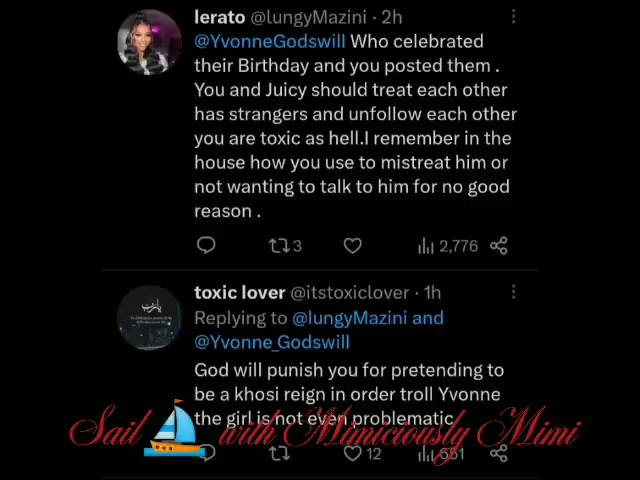 lerato @lungyMazini · 2h
@YvonneGodswill Who celebrated
their Birthday and you posted them .
You and Juicy should treat each other
has strangers and unfollow each other
you are toxic as hell.I remember in the
house how you use to mistreat him or
not wanting to talk to him for no good
reason .
3 2,776
toxic lover @itstoxiclover · 1h
Replying to @lungyMazini and
@Yvonne_Godswill
God will punish you for pretending to
be a khosi reign in order troll Yvonne
the girl is not even problematic
Sail with Miniciously Mimi
12 651